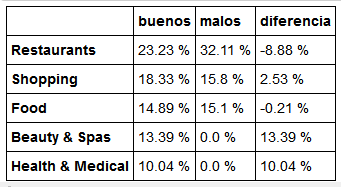 buenos malos diferencia
Restaurants 23.23 % 32.11 % -8.88 %
Shopping 18.33 % 15.8 % 2.53 %
Food 14.89 % 15.1 % -0.21 %
Beauty & Spas 13.39 % 0.0 % 13.39 %
Health & Medical 10.04 % 0.0 % 10.04 %